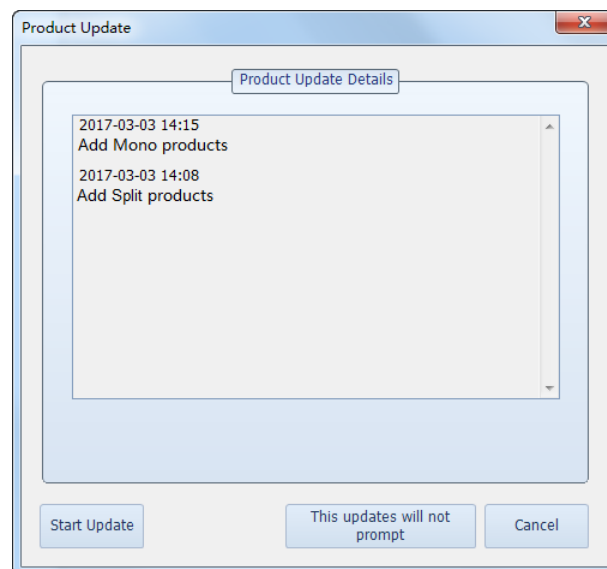 Product Update
Product Update Details
2017-03-03 14:15
Add Mono products
2017-03-03 14:08
Add Split products
Start Update
This updates will not
prompt
Cancel